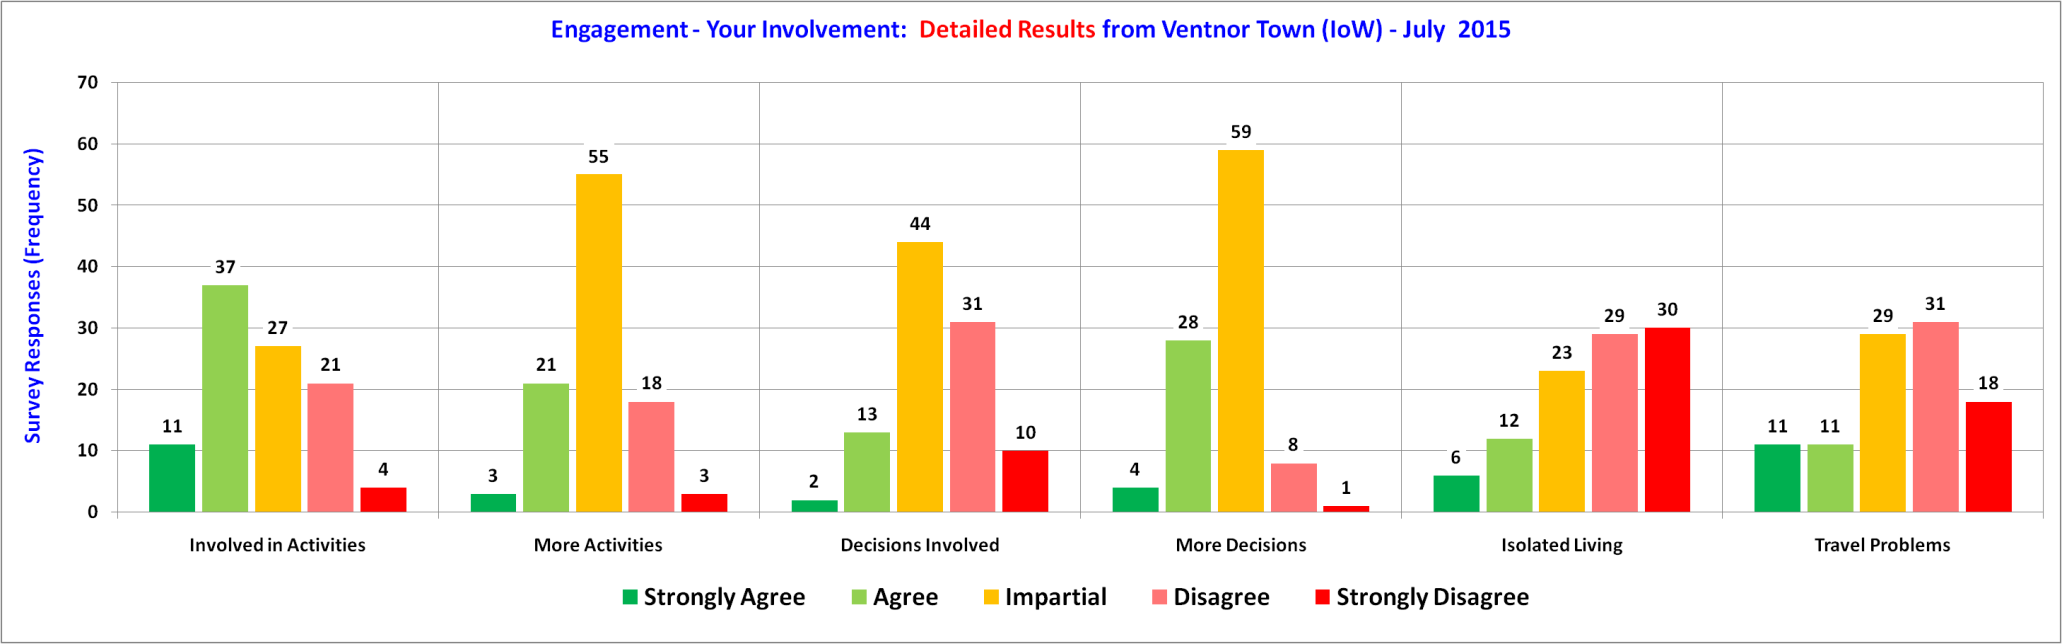 Engagement - Your Involvement: Detailed Results from Ventnor Town (IoW) - July 2015
Survey Responses (Frequency)
70
60
50
40
30
20
10
0
11 37 27 21 4
3 21 55 18 3
2 13 44 31 10
4 28 59 8 1
6 12 23 29 30
11 11 29 31 18
Involved in Activities More Activities Decisions Involved More Decisions Isolated Living Travel Problems
Strongly Agree Agree Impartial Disagree Strongly Disagree